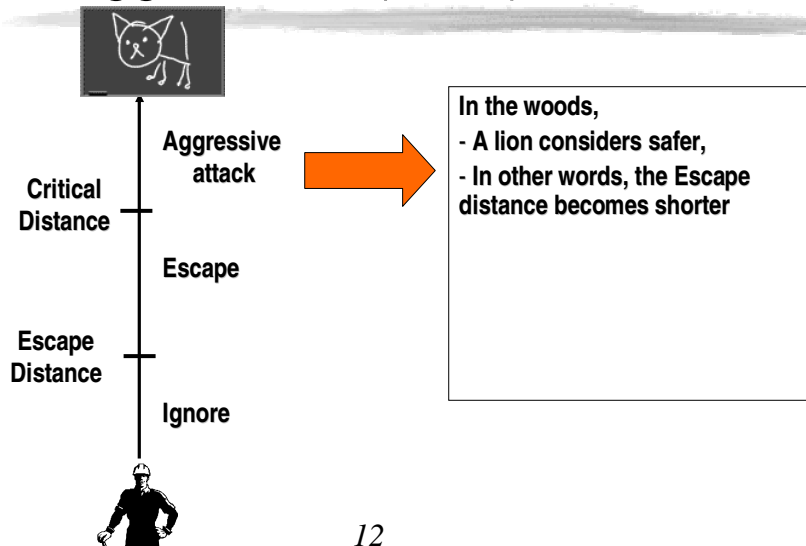 Aggressive
attack
Critical
Distance
Escape
Escape
Distance
Ignore
In the woods,
- A lion considers safer,
- In other words, the Escape
distance becomes shorter
12